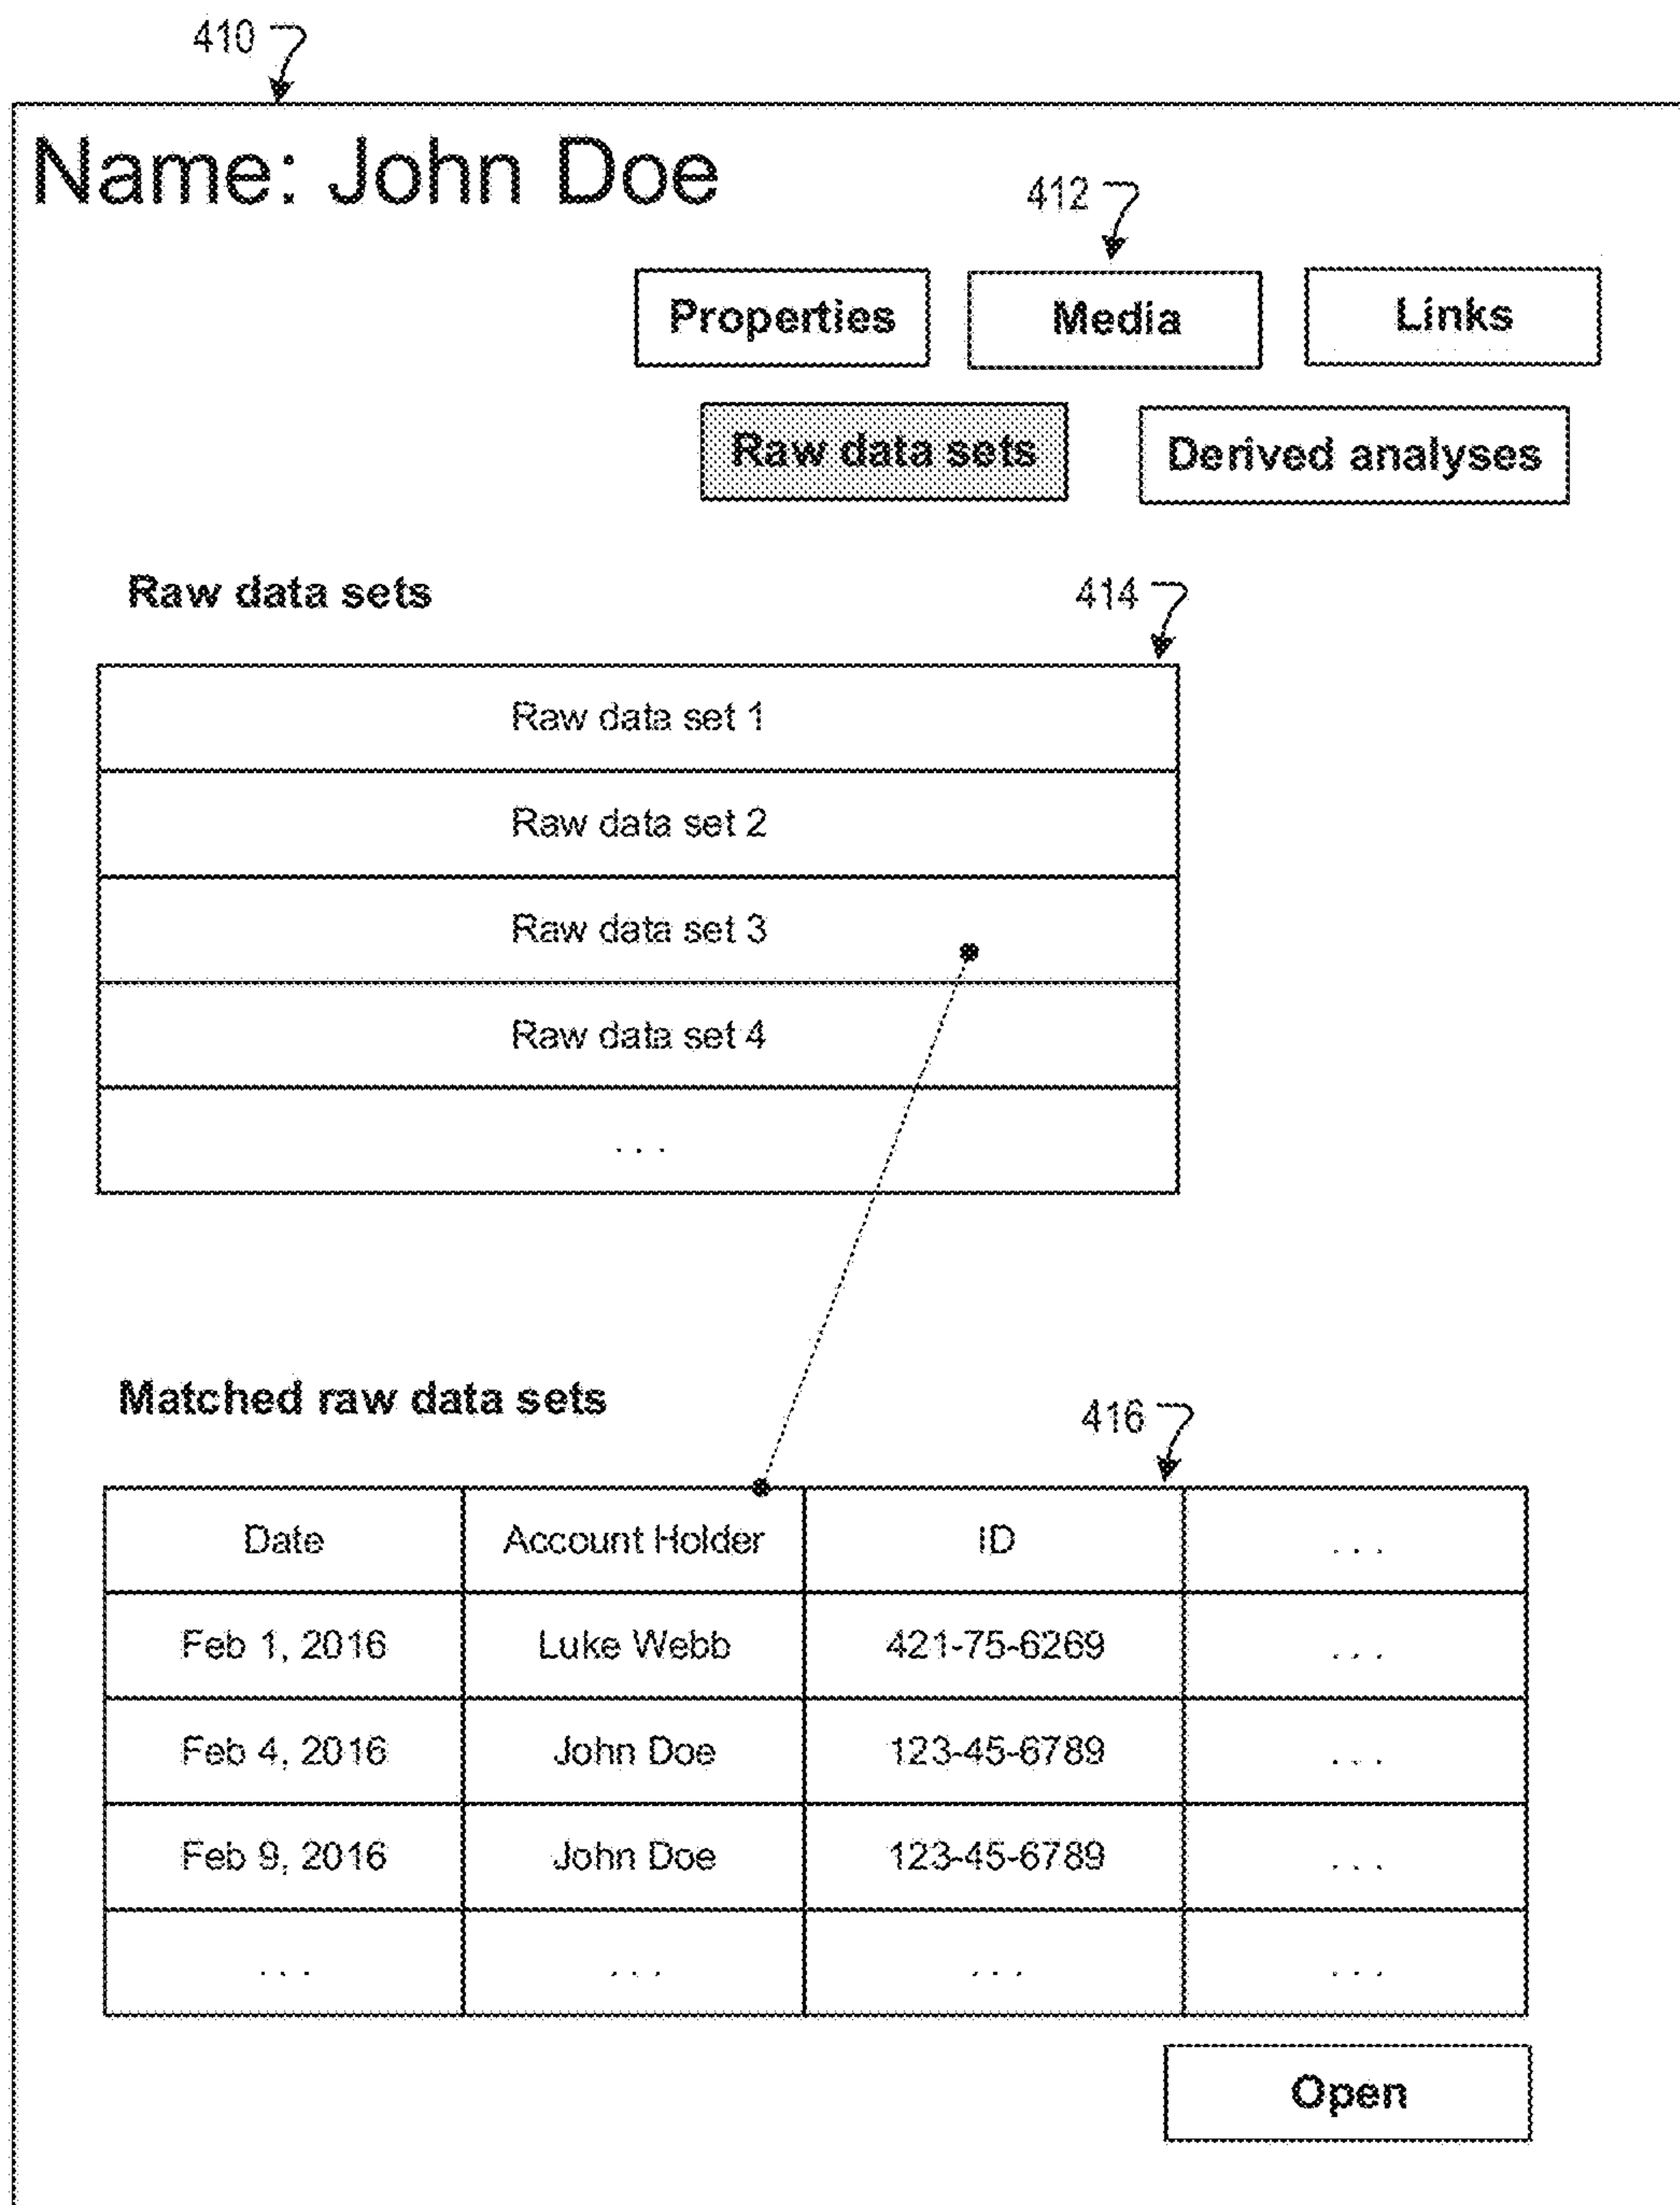 410
Name: John Doe
412
Properties Media Links
Raw data sets Derived analyses
Raw data sets
414
Raw data set 1
Raw data set 2
Raw data set 3
Raw data set 4
. . .
Matched raw data sets
416
Date Account Holder ID . . .
Feb 1, 2016 Luke Webb 421-75-6269 . . .
Feb 4, 2016 John Doe 123-45-6789 . . .
Feb 9, 2016 John Doe 123-45-6789 . . .
. . . . . . . . . . . .
Open